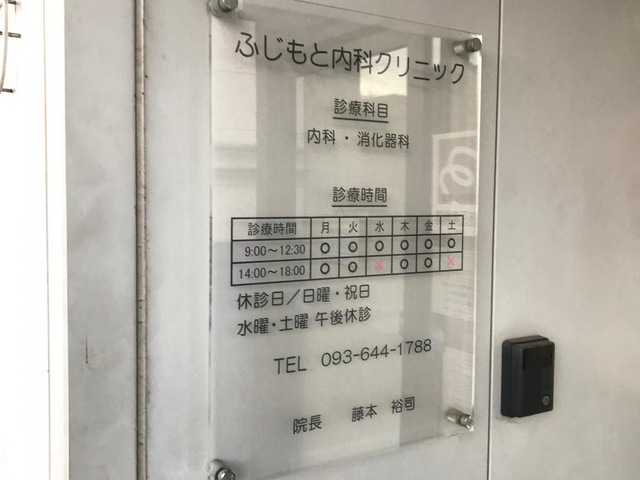 ふじもと内科クリニック
診療科目
内科・消化器科
診療時間
診療時間 月 火 水 木 金 土
9:00〜12:30 O O O O O O
14:00〜18:00 O O × O O ×
休診日/日曜・祝日
水曜・土曜 午後休診
TEL 093-644-1788
院長 藤本 裕司